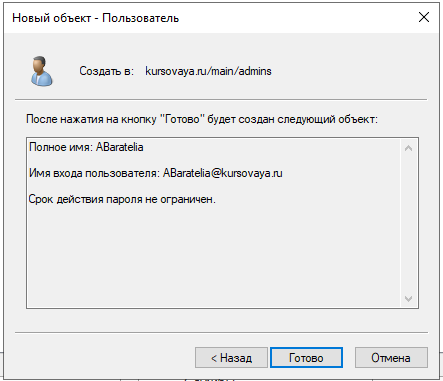 Новый объект - Пользователь
Создать в: kursovaya.ru/main/admins
После нажатия на кнопку "Готово" будет создан следующий объект:
Полное имя: ABaratelia
Имя входа пользователя: ABaratelia@kursovaya.ru
Срок действия пароля не ограничен.
< Назад Готово Отмена